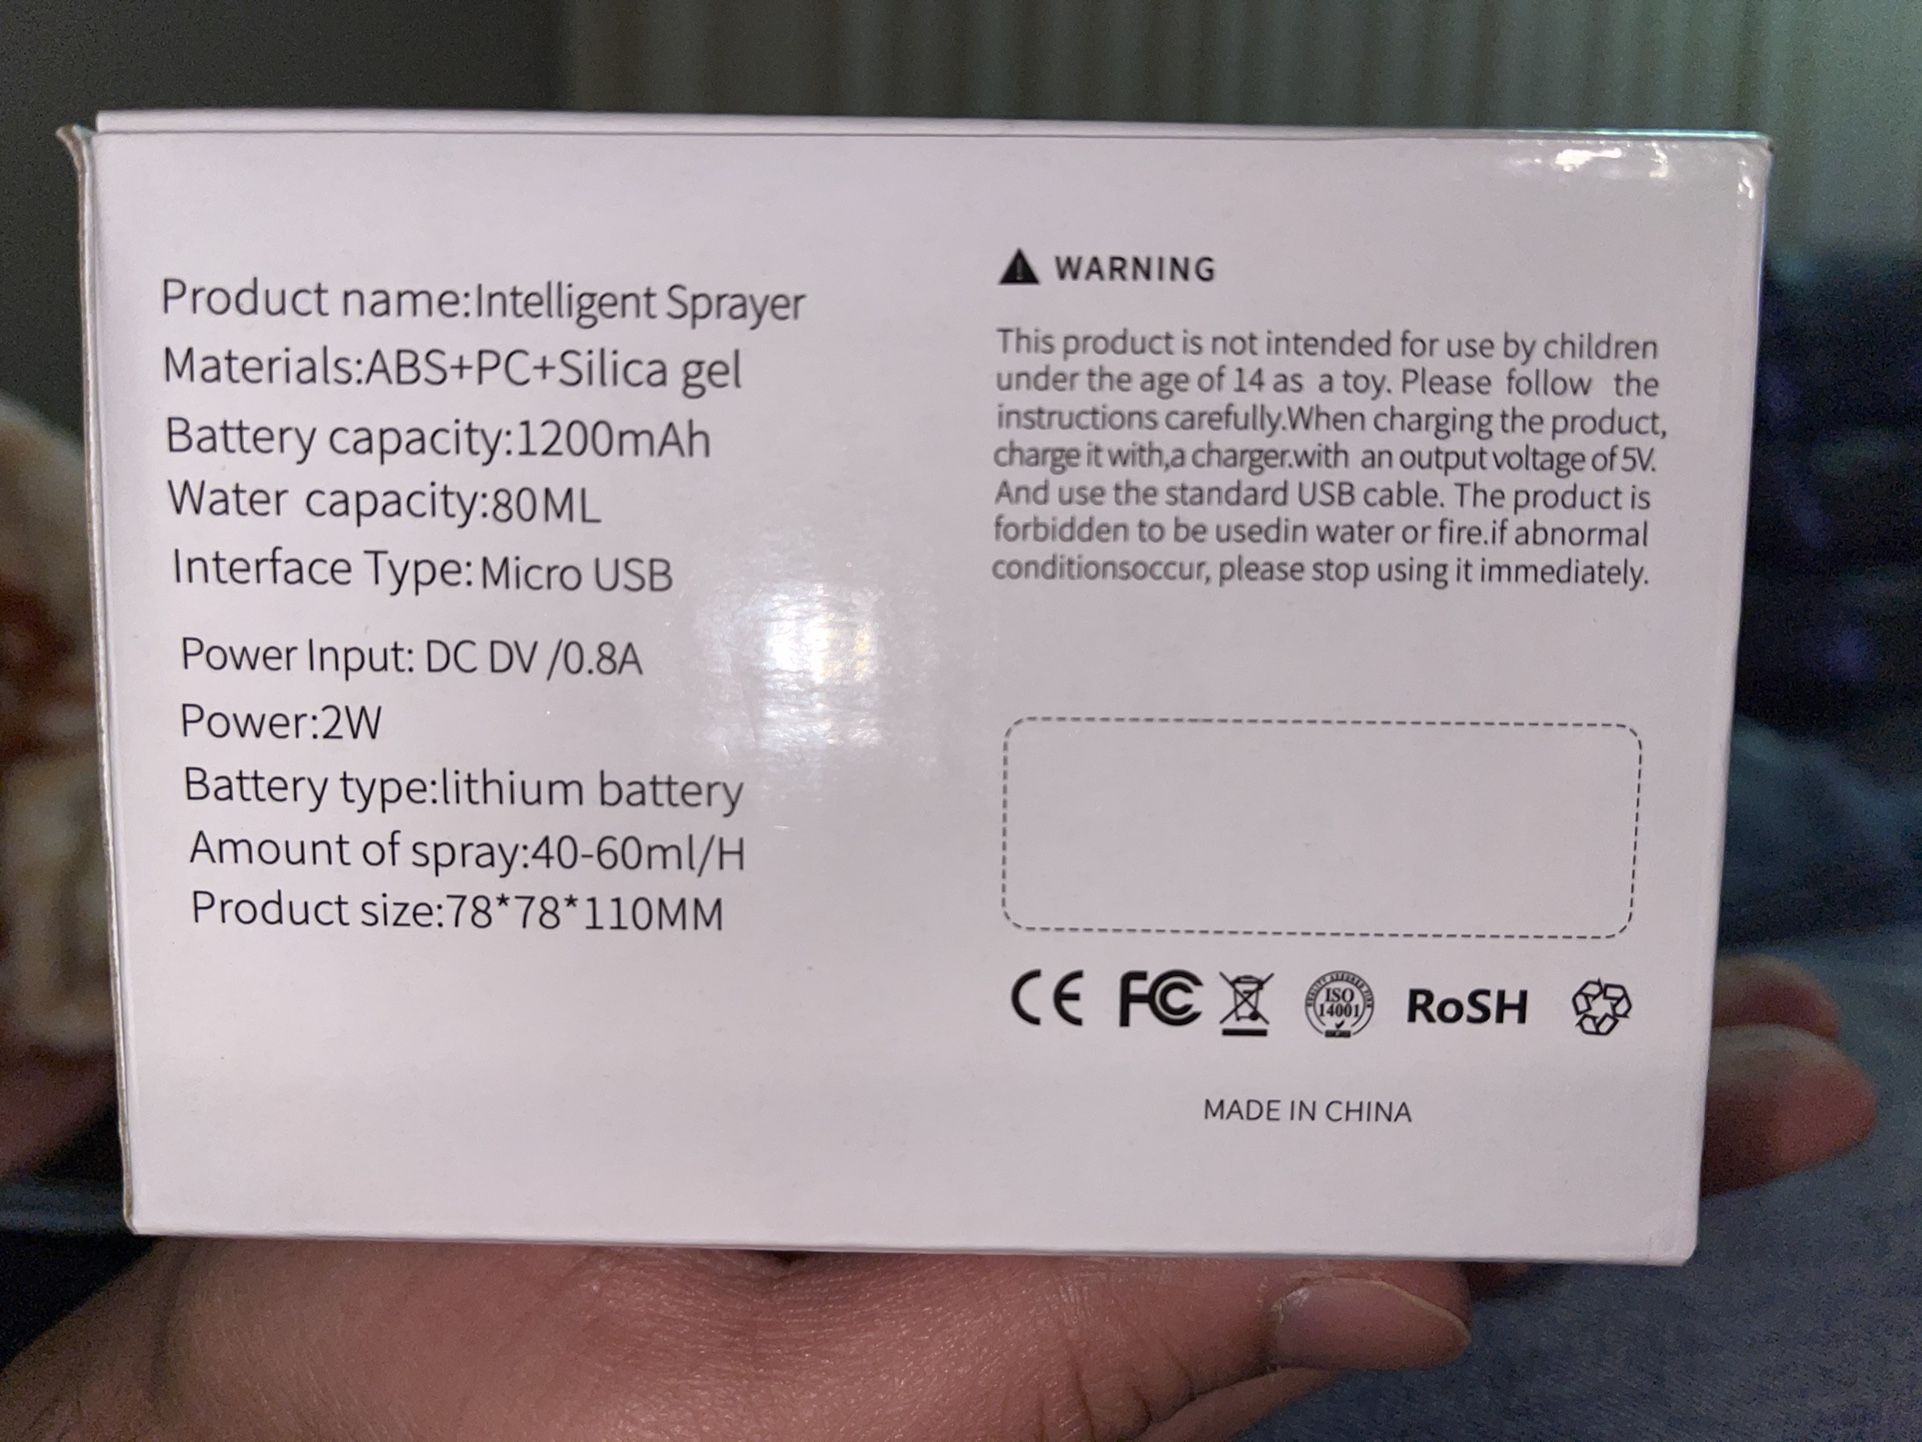 Product name:Intelligent Sprayer
Materials:ABS+PC+Silica gel
Battery capacity:1200mAh
Water capacity:80ML
Interface Type: Micro USB
Power Input: DC DV /0.8A
Power:2W
Battery type:lithium battery
Amount of spray:40-60ml/H
Product size:78*78*110MM
WARNING
This product is not intended for use by children
under the age of 14 as a toy. Please follow the
instructions carefully.When charging the product,
charge it with,a charger.with an output voltage of 5V.
And use the standard USB cable. The product is
forbidden to be usedin water or fire.if abnormal
conditionsoccur, please stop using it immediately.
CE FC ISO 14001 RoSH
MADE IN CHINA